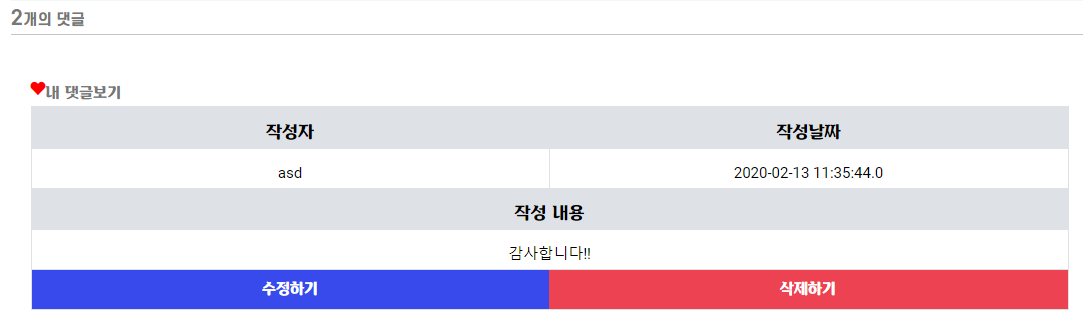 2개의 댓글
내 댓글보기
작성자 작성날짜
asd 2020-02-13 11:35:44.0
작성 내용
감사합니다!!
수정하기 삭제하기